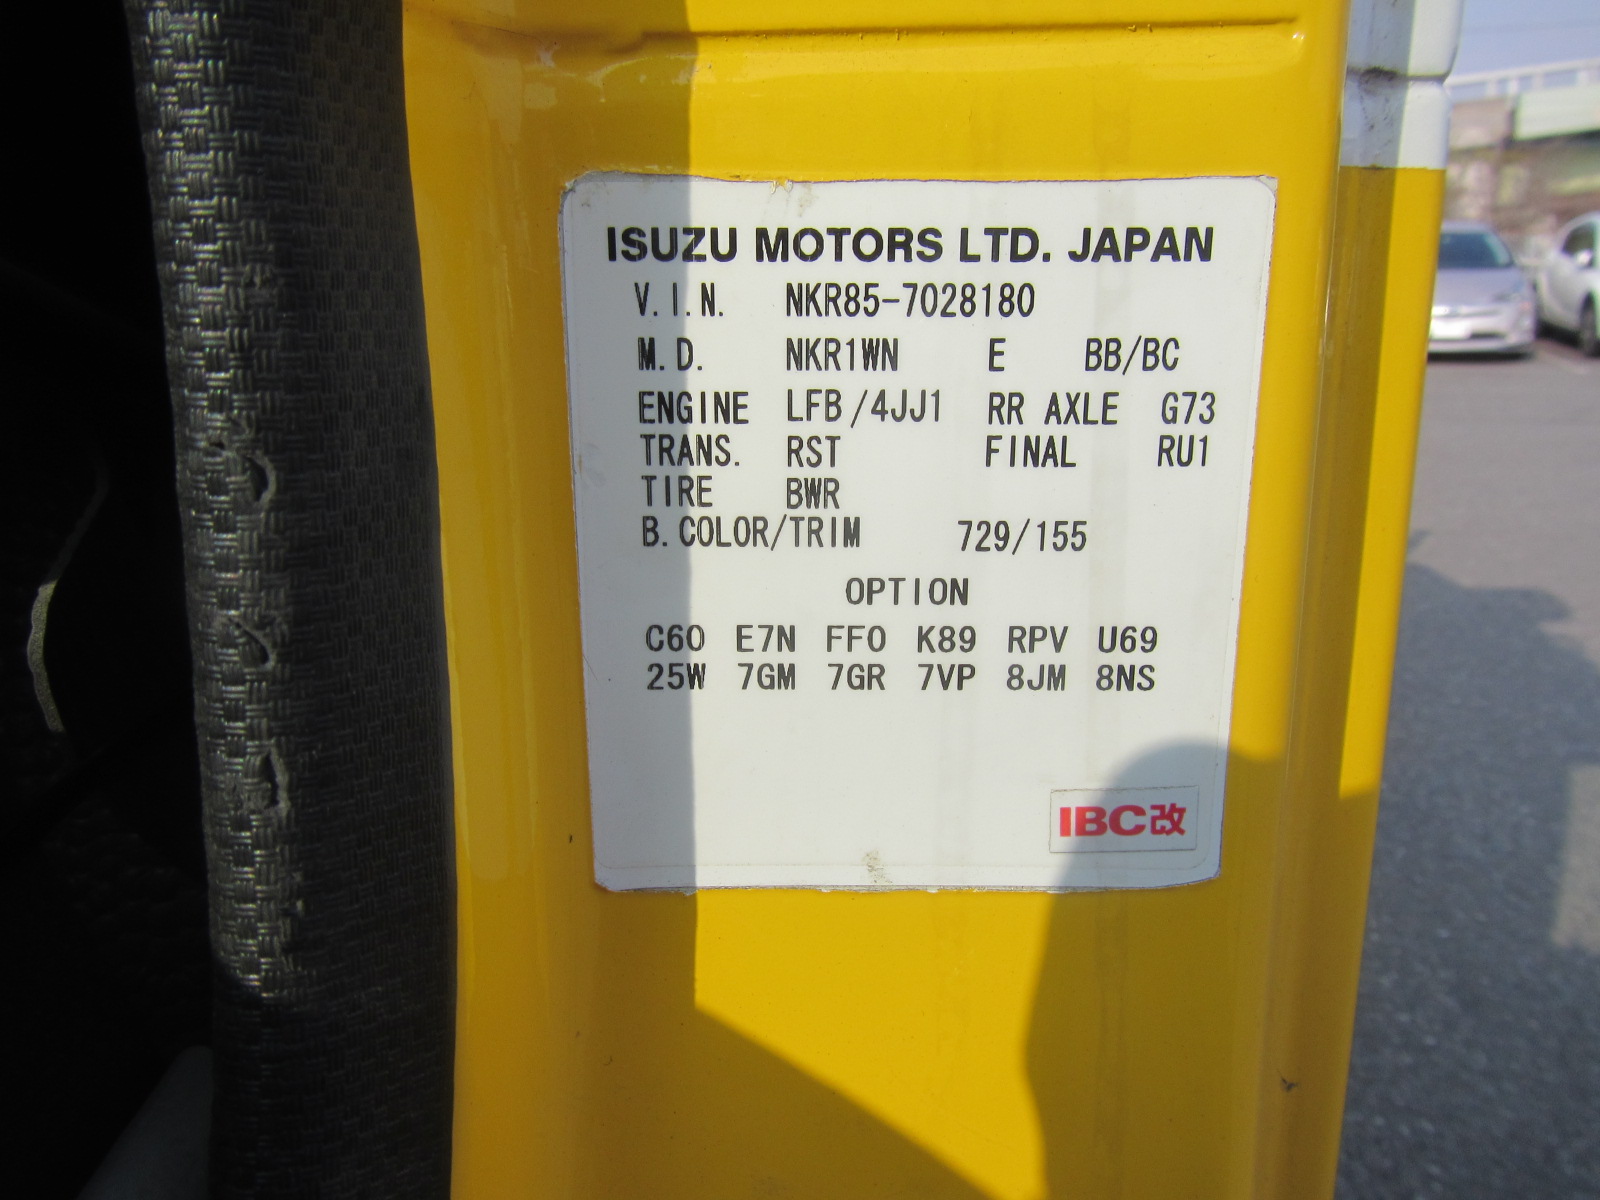 ISUZU MOTORS LTD. JAPAN
V.I.N. NKR85-7028180
M.D. NKR1WN E BB/BC
ENGINE LFB/4JJ1 RR AXLE G73
TRANS. RST FINAL RU1
TIRE BWR
B.COLOR/TRIM 729/155
OPTION
C60 E7N FF0 K89 RPV U69
25W 7GM 7GR 7VP 8JM 8NS
IBC改